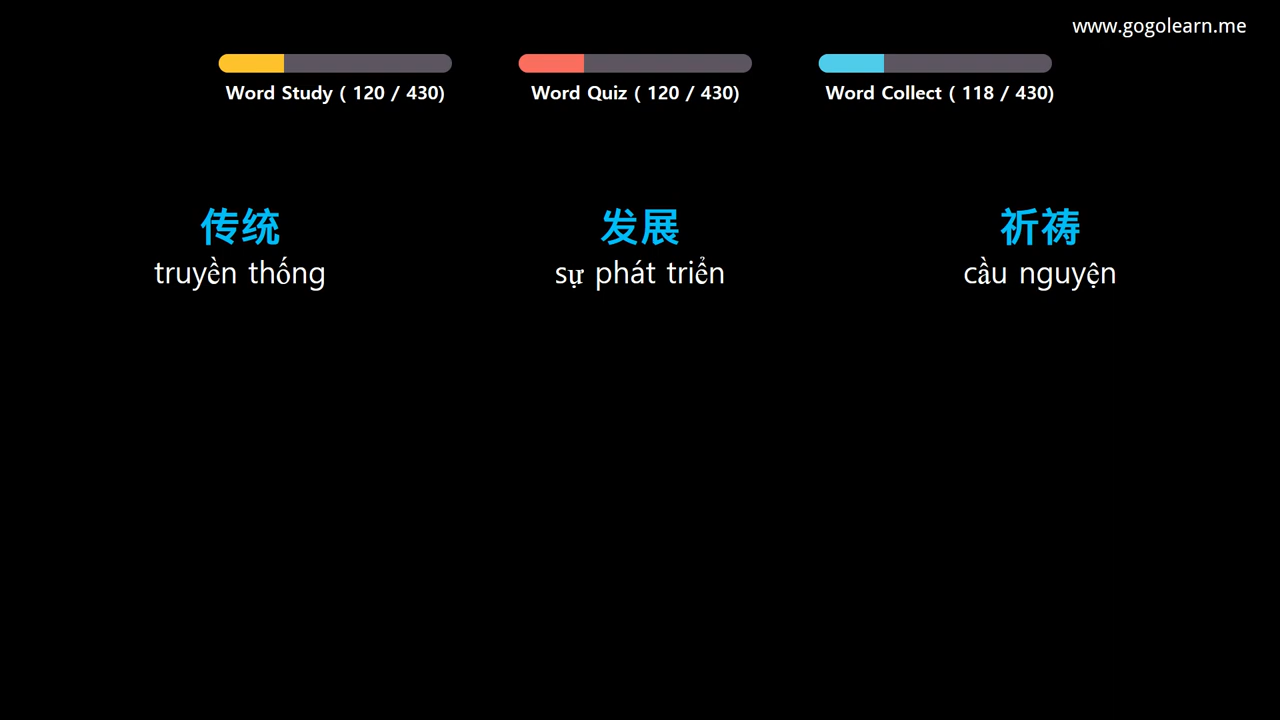 www.gogolearn.me
Word Study ( 120 / 430)
Word Quiz ( 120 / 430)
Word Collect ( 118 / 430)
传统
truyền thống
发展
sự phát triển
祈祷
cầu nguyện